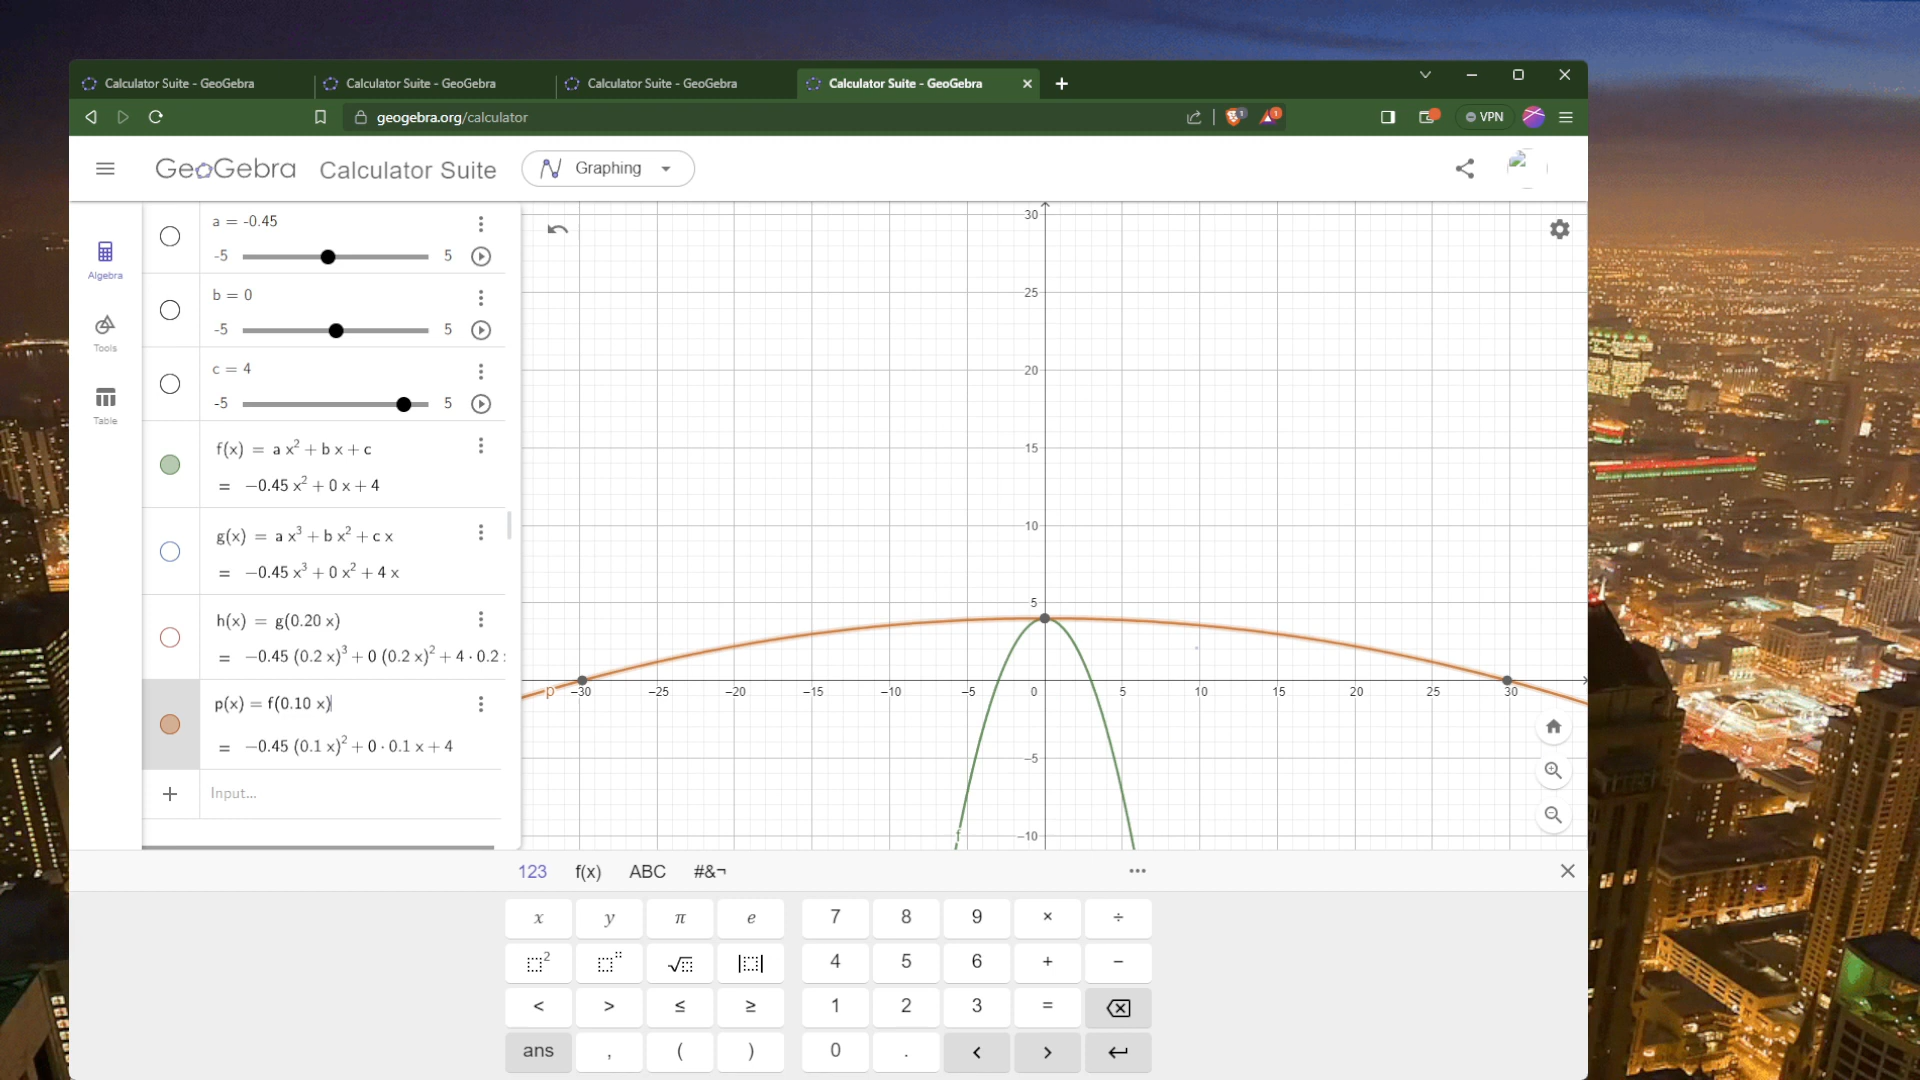 Calculator Suite - GeoGebra
Calculator Suite - GeoGebra
Calculator Suite - GeoGebra
Calculator Suite - GeoGebra
geogebra.org/calculator
1
1
VPN
GeoGebra
Calculator Suite
Graphing
Algebra
Tools
Table
a = -0.45
-5
5
b = 0
-5
5
c = 4
-5
5
f(x) = a x² + b x + c
= −0.45 x² + 0 x + 4
g(x) = a x³ + b x² + c x
= −0.45 x³ + 0 x² + 4 x
h(x) = g(0.20 x)
= −0.45 (0.2 x)³ + 0 (0.2 x)² + 4 · 0.2
p(x) = f(0.10 x)
= −0.45 (0.1 x)² + 0 · 0.1 x + 4
+
Input...
30
25
20
15
10
5
p
−30
−25
−20
−15
−10
−5
0
5
10
15
20
25
30
−5
−10
f
123
f(x)
ABC
#&¬
x y π e 7 8 9 × ÷
□² □ √□ |□| 4 5 6 + −
< > ≤ ≥ 1 2 3 =
ans , ( ) 0 . < >